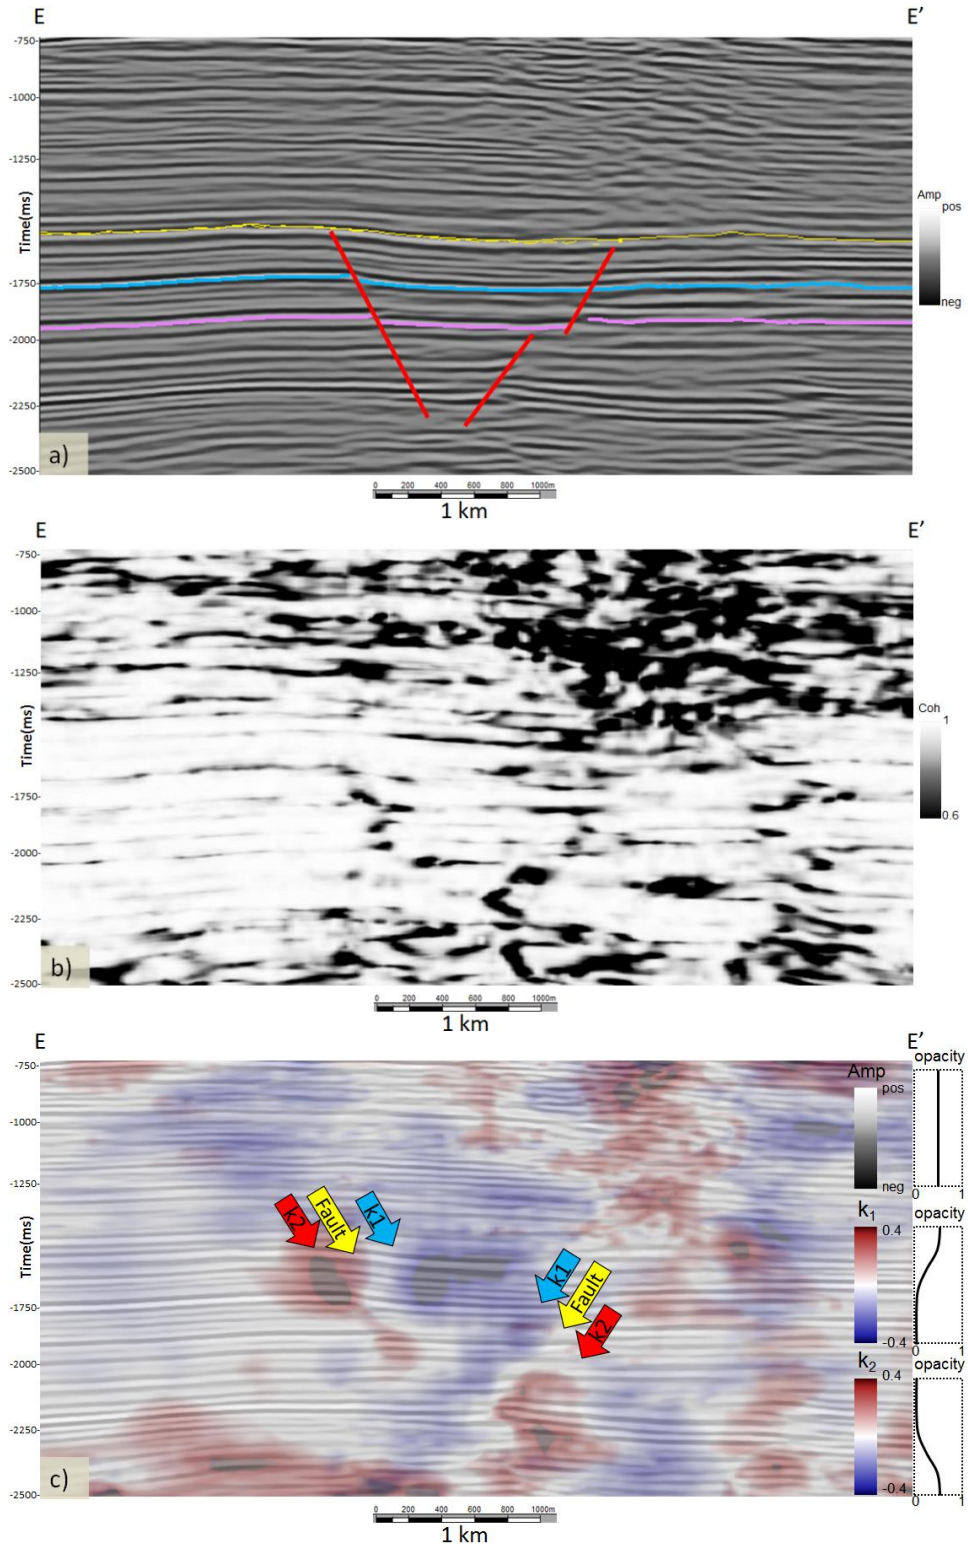 E E’
-750-
-1000-
-1250-
-1750-
-2000-
-2250-
-2500-
Time(ms)
Amp
pos
neg
a)
0 200 400 600 800 1000m
1 km
E E’
-750-
-1000-
-1250-
-1750-
-2000-
-2250-
-2500-
Time(ms)
Coh
1
0.6
b)
0 200 400 600 800 1000m
1 km
E E’
-750-
-1000-
-1250-
-1750-
-2000-
-2250-
-2500-
Time(ms)
k2
Fault
k1
k1
Fault
k2
Amp
pos
neg
opacity
0 1
k1
0.4
-0.4
opacity
0 1
k2
0.4
-0.4
opacity
0 1
c)
0 200 400 600 800 1000m
1 km